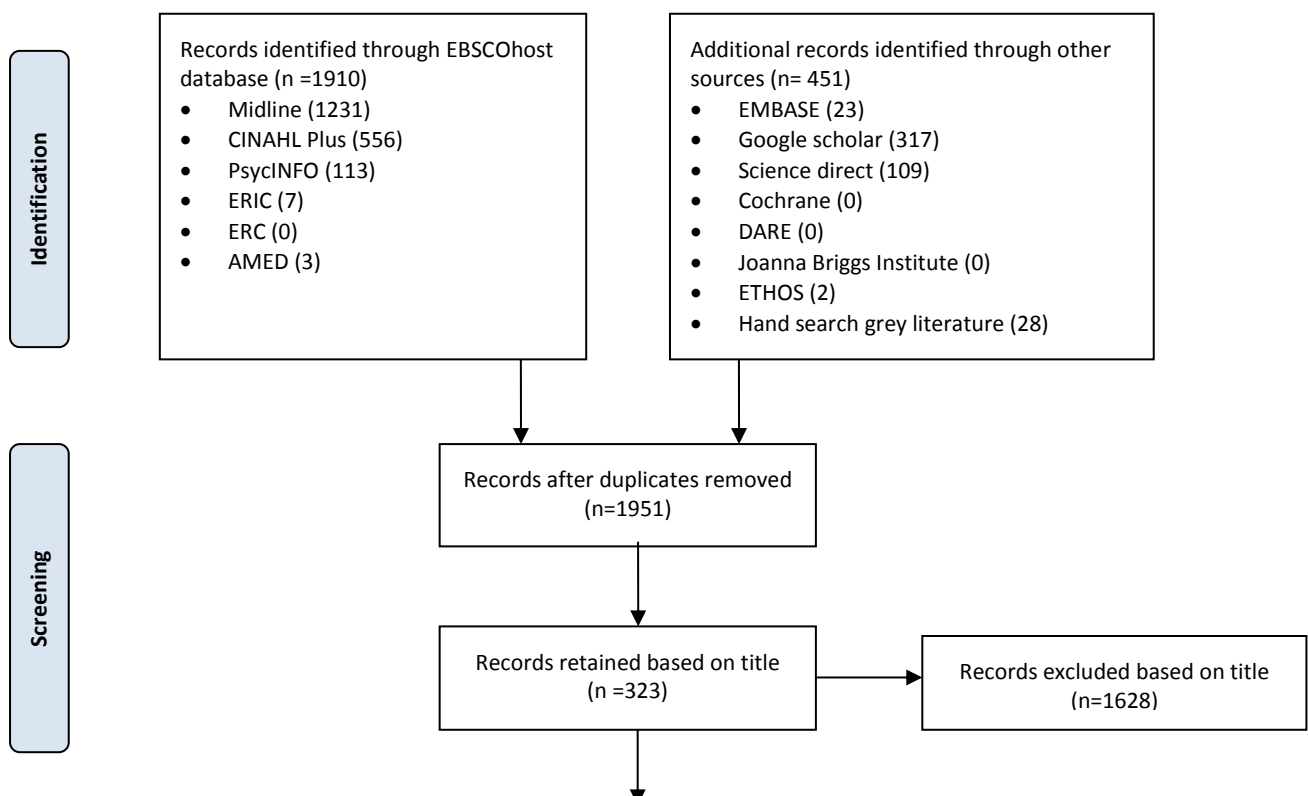 Identification
Records identified through EBSCOhost
database (n =1910)
• Midline (1231)
• CINAHL Plus (556)
• PsycINFO (113)
• ERIC (7)
• ERC (0)
• AMED (3)
Additional records identified through other
sources (n= 451)
• EMBASE (23)
• Google scholar (317)
• Science direct (109)
• Cochrane (0)
• DARE (0)
• Joanna Briggs Institute (0)
• ETHOS (2)
• Hand search grey literature (28)
Screening
Records after duplicates removed
(n=1951)
Records retained based on title
(n =323)
Records excluded based on title
(n=1628)